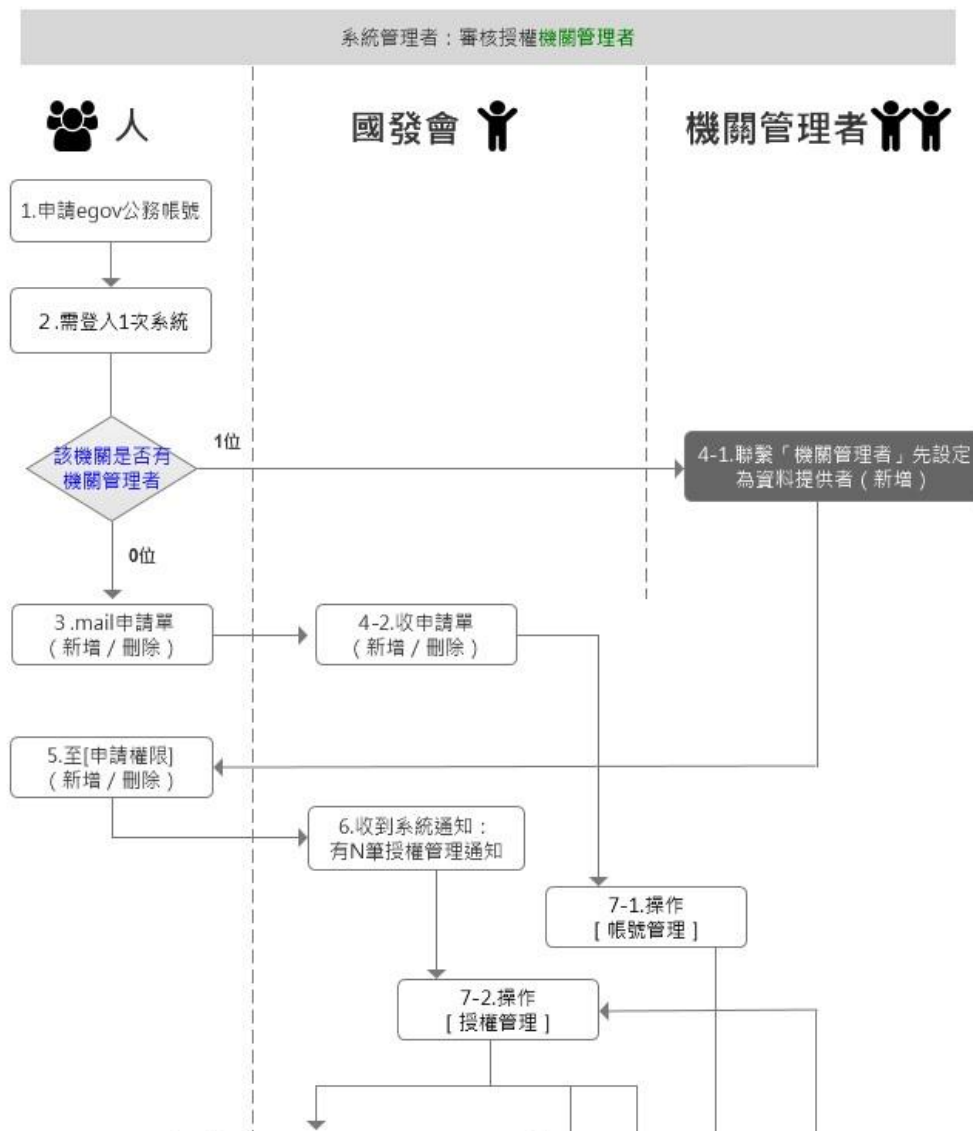 系統管理者：審核授權機關管理者
人
國發會
機關管理者
1.申請egov公務帳號
2.需登入1次系統
該機關是否有
機關管理者
1位
4-1.聯繫「機關管理者」先設定
為資料提供者（新增）
0位
3.mail申請單
（新增／刪除）
4-2.收申請單
（新增／刪除）
5.至[申請權限]
（新增／刪除）
6.收到系統通知：
有N筆授權管理通知
7-1.操作
[ 帳號管理 ]
7-2.操作
[ 授權管理 ]